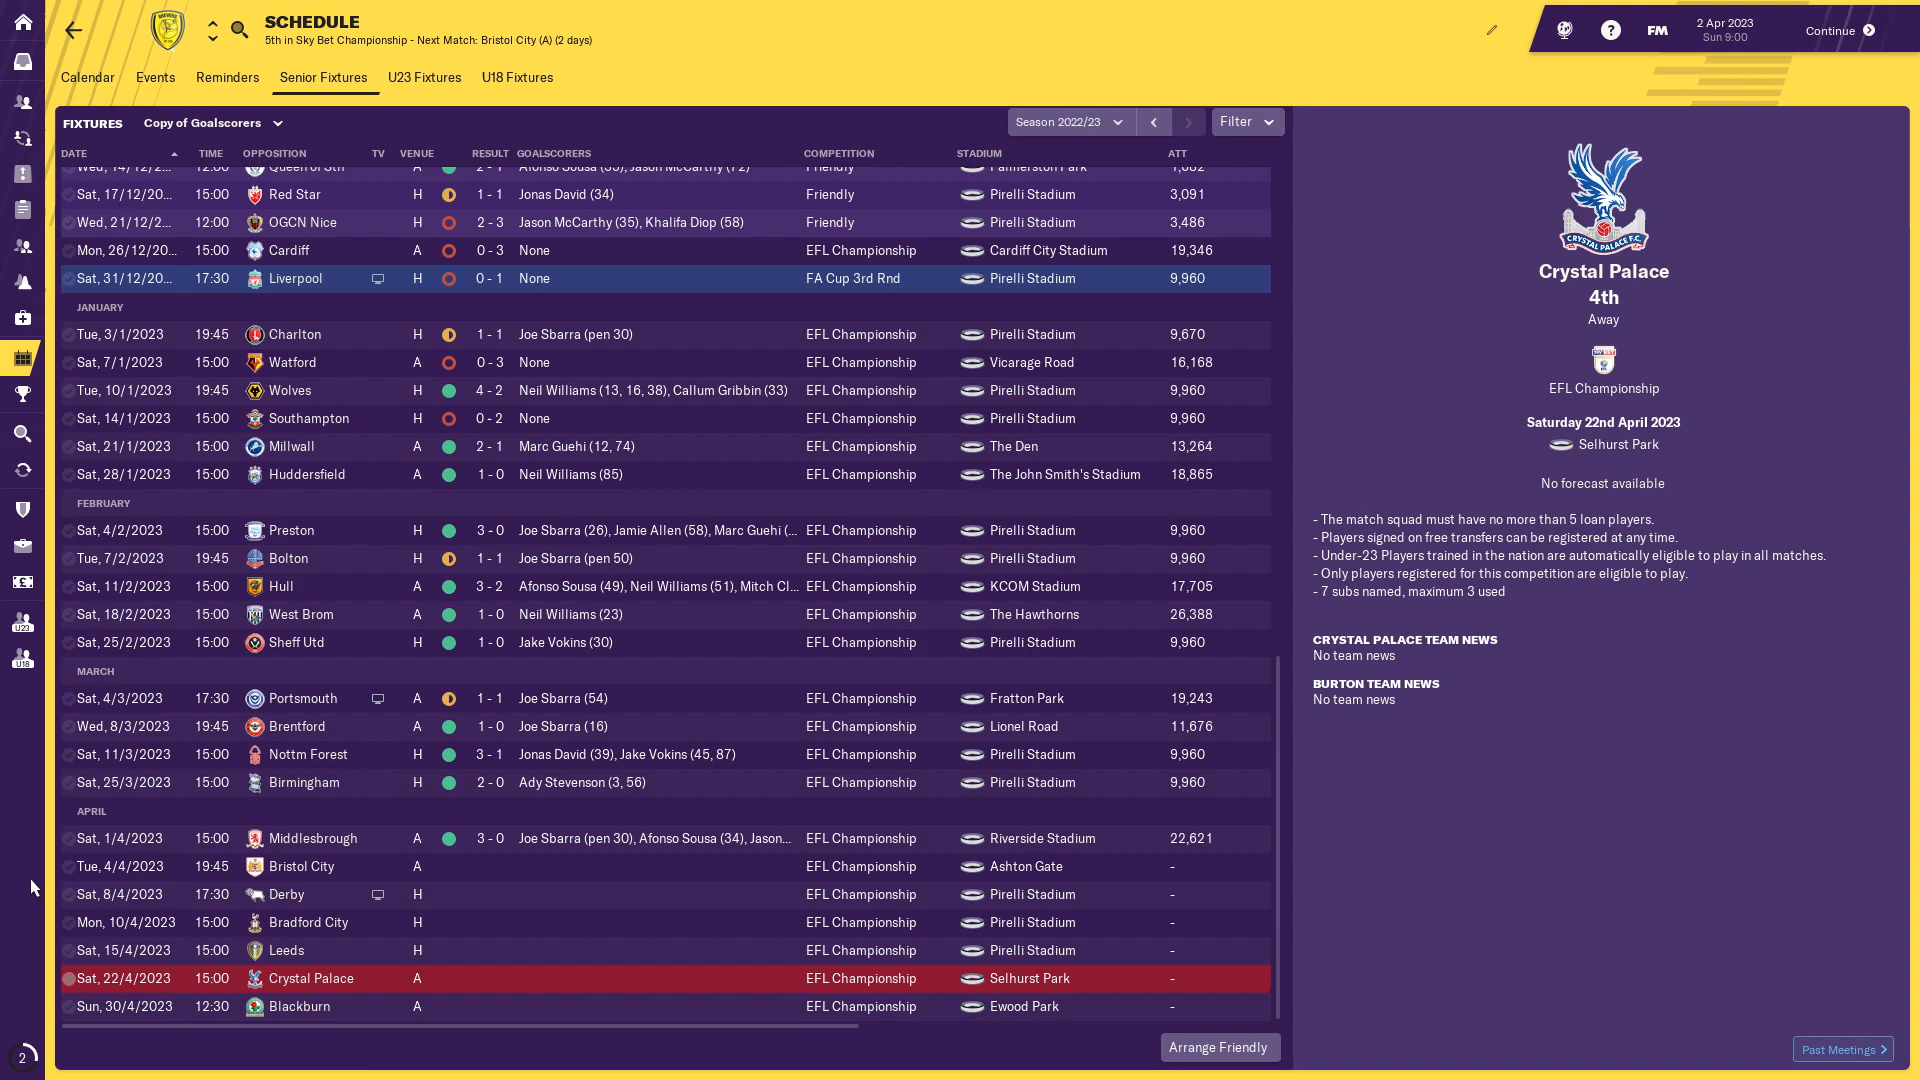 SCHEDULE
5th in Sky Bet Championship - Next Match: Bristol City (A) (2 days)
FM
2 Apr 2023
Sun 9:00
Continue
Calendar Events Reminders Senior Fixtures U23 Fixtures U18 Fixtures
FIXTURES Copy of Goalscorers Season 2022/23 Filter
DATE TIME OPPOSITION TV VENUE RESULT GOALSCORERS COMPETITION STADIUM ATT
Wed, 14/12/2... 12:00 Queen of Sth A 2 - 1 Afonso Sousa (55), Jason McCarthy (72) Friendly Palmerston Park 1,682
Sat, 17/12/20... 15:00 Red Star H 1 - 1 Jonas David (34) Friendly Pirelli Stadium 3,091
Wed, 21/12/2... 12:00 OGCN Nice H 2 - 3 Jason McCarthy (35), Khalifa Diop (58) Friendly Pirelli Stadium 3,486
Mon, 26/12/20... 15:00 Cardiff A 0 - 3 None EFL Championship Cardiff City Stadium 19,346
Sat, 31/12/20... 17:30 Liverpool H 0 - 1 None FA Cup 3rd Rnd Pirelli Stadium 9,960
JANUARY
Tue, 3/1/2023 19:45 Charlton H 1 - 1 Joe Sbarra (pen 30) EFL Championship Pirelli Stadium 9,670
Sat, 7/1/2023 15:00 Watford A 0 - 3 None EFL Championship Vicarage Road 16,168
Tue, 10/1/2023 19:45 Wolves H 4 - 2 Neil Williams (13, 16, 38), Callum Gribbin (33) EFL Championship Pirelli Stadium 9,960
Sat, 14/1/2023 15:00 Southampton H 0 - 2 None EFL Championship Pirelli Stadium 9,960
Sat, 21/1/2023 15:00 Millwall A 2 - 1 Marc Guehi (12, 74) EFL Championship The Den 13,264
Sat, 28/1/2023 15:00 Huddersfield A 1 - 0 Neil Williams (85) EFL Championship The John Smith's Stadium 18,865
FEBRUARY
Sat, 4/2/2023 15:00 Preston H 3 - 0 Joe Sbarra (26), Jamie Allen (58), Marc Guehi (... EFL Championship Pirelli Stadium 9,960
Tue, 7/2/2023 19:45 Bolton H 1 - 1 Joe Sbarra (pen 50) EFL Championship Pirelli Stadium 9,960
Sat, 11/2/2023 15:00 Hull A 3 - 2 Afonso Sousa (49), Neil Williams (51), Mitch Cl... EFL Championship KCOM Stadium 17,705
Sat, 18/2/2023 15:00 West Brom A 1 - 0 Neil Williams (23) EFL Championship The Hawthorns 26,388
Sat, 25/2/2023 15:00 Sheff Utd H 1 - 0 Jake Vokins (30) EFL Championship Pirelli Stadium 9,960
MARCH
Sat, 4/3/2023 17:30 Portsmouth A 1 - 1 Joe Sbarra (54) EFL Championship Fratton Park 19,243
Wed, 8/3/2023 19:45 Brentford A 1 - 0 Joe Sbarra (16) EFL Championship Lionel Road 11,676
Sat, 11/3/2023 15:00 Nottm Forest H 3 - 1 Jonas David (39), Jake Vokins (45, 87) EFL Championship Pirelli Stadium 9,960
Sat, 25/3/2023 15:00 Birmingham H 2 - 0 Ady Stevenson (3, 56) EFL Championship Pirelli Stadium 9,960
APRIL
Sat, 1/4/2023 15:00 Middlesbrough A 3 - 0 Joe Sbarra (pen 30), Afonso Sousa (34), Jason... EFL Championship Riverside Stadium 22,621
Tue, 4/4/2023 19:45 Bristol City A EFL Championship Ashton Gate -
Sat, 8/4/2023 17:30 Derby H EFL Championship Pirelli Stadium -
Mon, 10/4/2023 15:00 Bradford City H EFL Championship Pirelli Stadium -
Sat, 15/4/2023 15:00 Leeds H EFL Championship Pirelli Stadium -
Sat, 22/4/2023 15:00 Crystal Palace A EFL Championship Selhurst Park -
Sun, 30/4/2023 12:30 Blackburn A EFL Championship Ewood Park -
Arrange Friendly
U23
U18
2
CRYSTAL PALACE F.C.
Crystal Palace
4th
Away
EFL Championship
Saturday 22nd April 2023
Selhurst Park
No forecast available
- The match squad must have no more than 5 loan players.
- Players signed on free transfers can be registered at any time.
- Under-23 Players trained in the nation are automatically eligible to play in all matches.
- Only players registered for this competition are eligible to play.
- 7 subs named, maximum 3 used
CRYSTAL PALACE TEAM NEWS
No team news
BURTON TEAM NEWS
No team news
Past Meetings